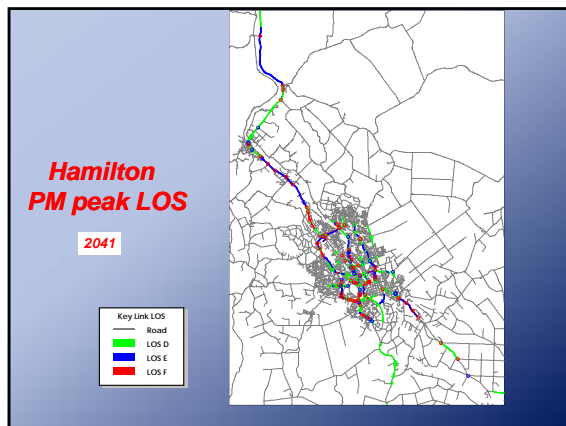 Hamilton
PM peak LOS
2041
Key Link LOS
Road
LOS D
LOS E
LOS F